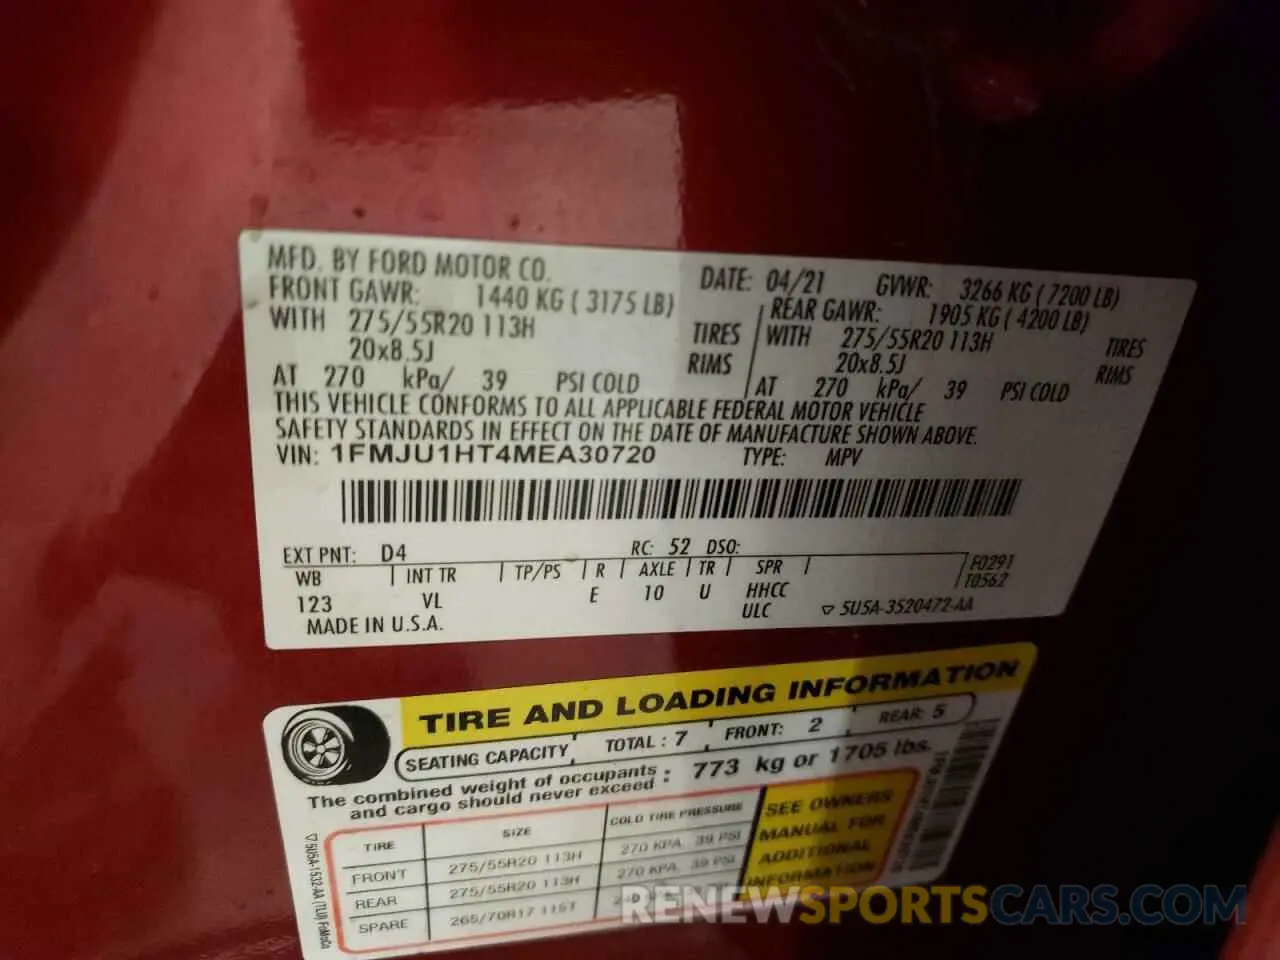 MFD. BY FORD MOTOR CO.
DATE: 04/21 GVWR: 3266 KG ( 7200 LB)
FRONT GAWR: 1440 KG ( 3175 LB)
REAR GAWR: 1905 KG ( 4200 LB)
WITH 275/55R20 113H TIRES
WITH 275/55R20 113H TIRES
20x8.5J RIMS
20x8.5J RIMS
AT 270 kPa/ 39 PSI COLD
AT 270 kPa/ 39 PSI COLD
THIS VEHICLE CONFORMS TO ALL APPLICABLE FEDERAL MOTOR VEHICLE
SAFETY STANDARDS IN EFFECT ON THE DATE OF MANUFACTURE SHOWN ABOVE.
VIN: 1FMJU1HT4MEA30720 TYPE: MPV
EXT PNT: D4 RC: 52 DSO:
WB INT TR TP/PS R AXLE TR SPR F0291
123 VL E 10 U HHCC T0562
ULC
MADE IN U.S.A. 5U5A-3520472-AA
TIRE AND LOADING INFORMATION
SEATING CAPACITY TOTAL : 7 FRONT: 2 REAR: 5
The combined weight of occupants : 773 kg or 1705 lbs.
and cargo should never exceed
TIRE SIZE COLD TIRE PRESSURE
FRONT 275/55R20 113H 270 KPA, 39 PSI
REAR 275/55R20 113H 270 KPA, 39 PSI
SPARE 265/70R17 115T
SEE OWNERS
MANUAL FOR
ADDITIONAL
INFORMATION
5U5A-1532-AA (TLU) FoMoCo
RENEWSPORTSCARS.COM